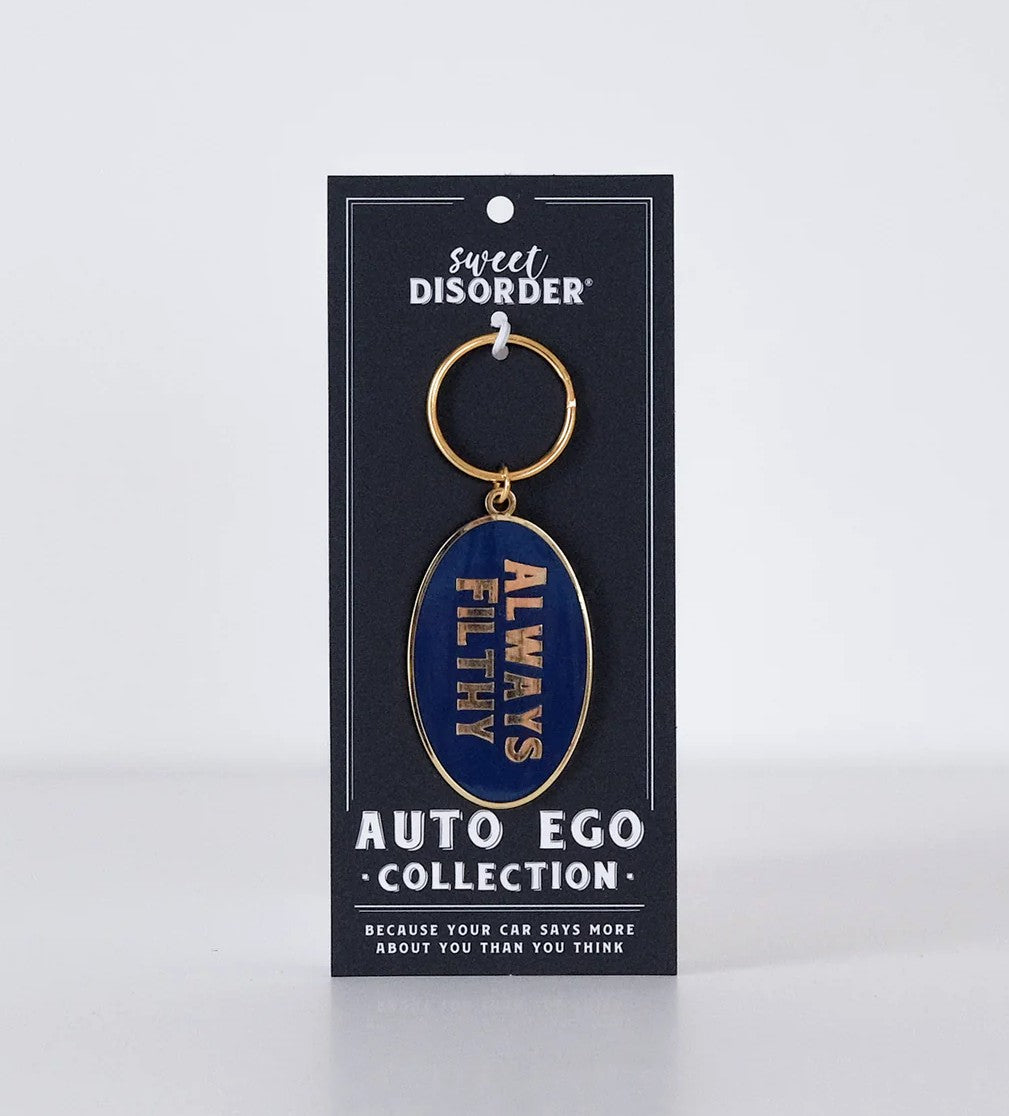 sweet
DISORDER®
ALWAYS
FILTHY
AUTO EGO
· COLLECTION ·
BECAUSE YOUR CAR SAYS MORE
ABOUT YOU THAN YOU THINK